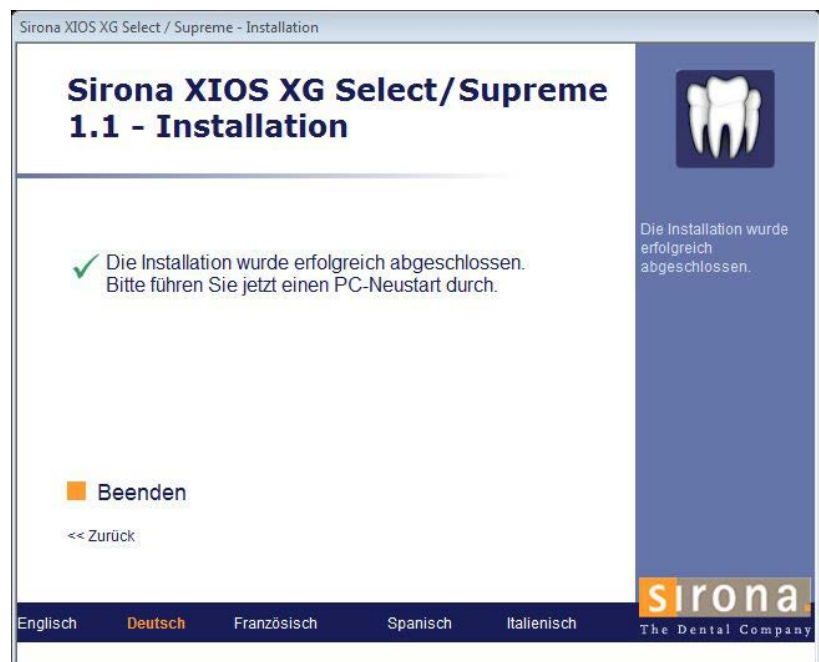 Sirona XIOS XG Select / Supreme - Installation
Sirona XIOS XG Select/Supreme
1.1 - Installation
Die Installation wurde erfolgreich abgeschlossen.
Bitte führen Sie jetzt einen PC-Neustart durch.
Die Installation wurde
erfolgreich
abgeschlossen.
Beenden
<< Zurück
Englisch Deutsch Französisch Spanisch Italienisch
sirona.
The Dental Company